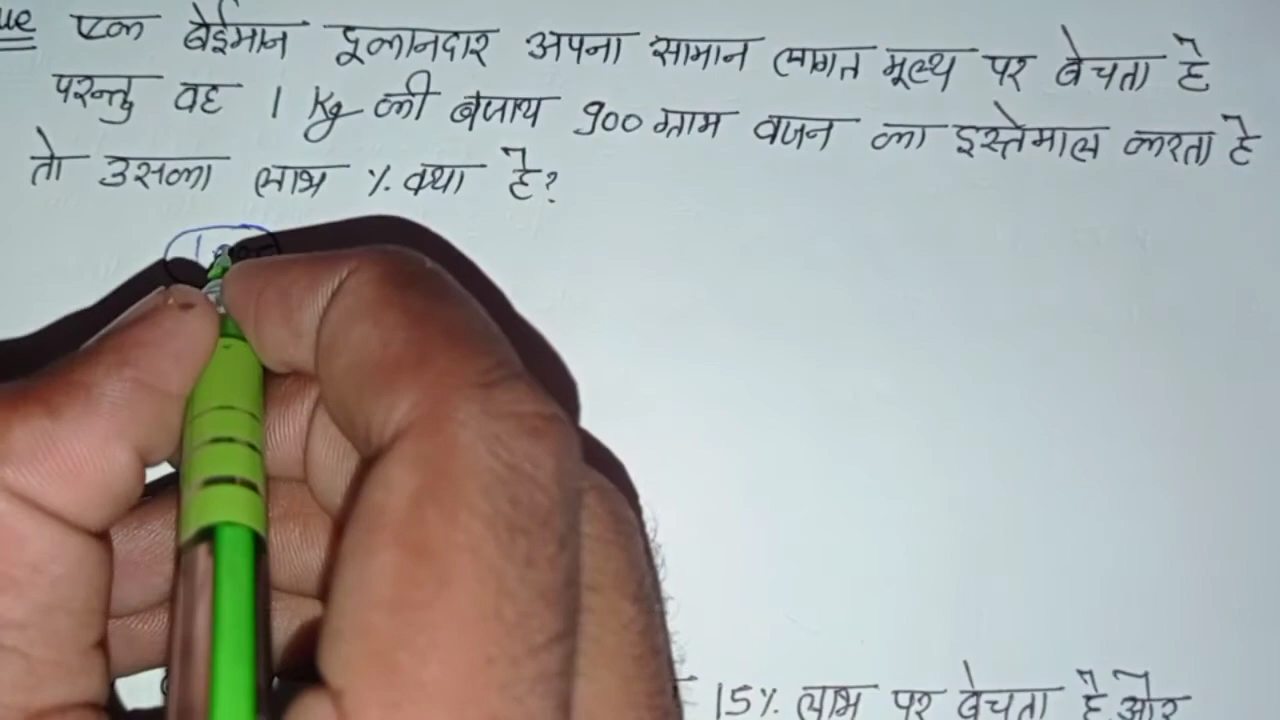 ue एक बेईमान दुकानदार अपना सामान लागत मूल्य पर बेचता है
परन्तु वह 1 Kg की बजाय 900 ग्राम वजन का इस्तेमाल करता है
तो उसका लाभ % क्या है?
15% लाभ पर बेचता है और